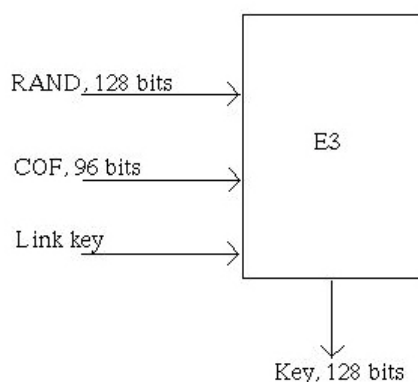 RAND, 128 bits
E3
COF, 96 bits
Link key
Key, 128 bits